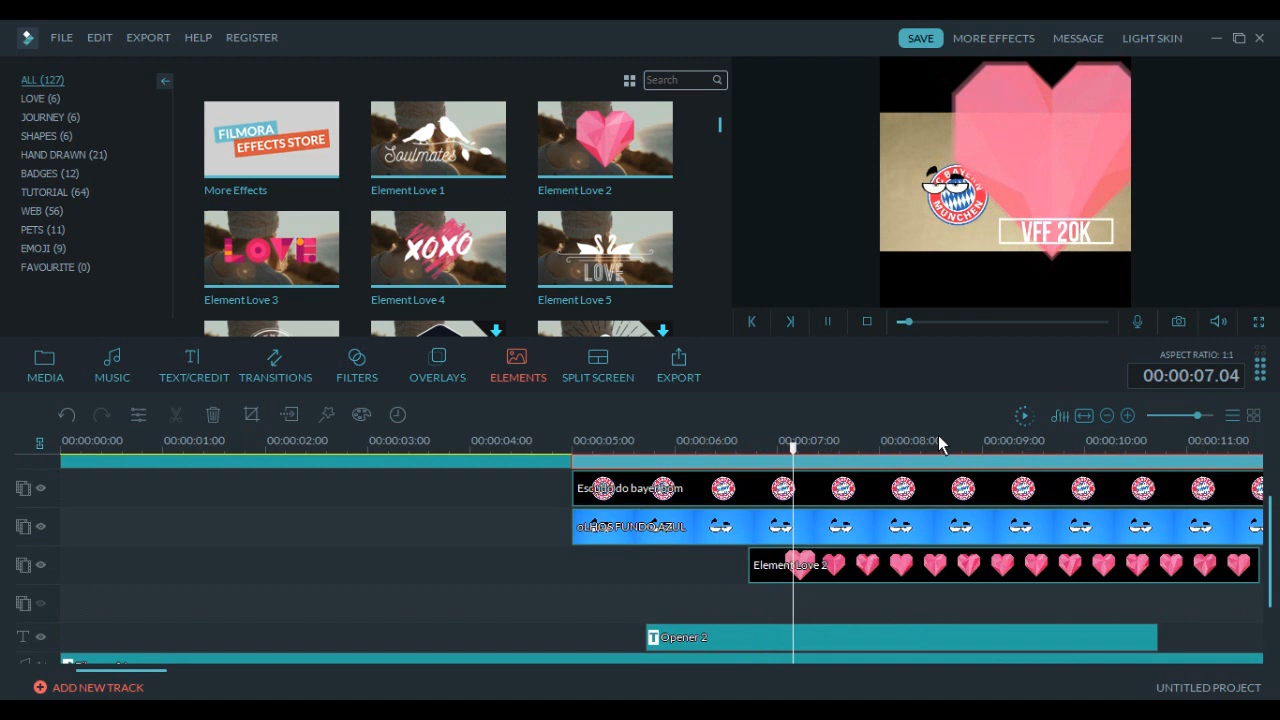 FILE EDIT EXPORT HELP REGISTER SAVE MORE EFFECTS MESSAGE LIGHT SKIN
ALL (127)
LOVE (6)
JOURNEY (6)
SHAPES (6)
HAND DRAWN (21)
BADGES (12)
TUTORIAL (64)
WEB (56)
PETS (11)
EMOJI (9)
FAVOURITE (0)
Search
FILMORA
EFFECTS STORE
Soulmates
More Effects Element Love 1 Element Love 2
LOVE XOXO LOVE
Element Love 3 Element Love 4 Element Love 5
MÜNCHEN
VFF 20K
MEDIA MUSIC TEXT/CREDIT TRANSITIONS FILTERS OVERLAYS ELEMENTS SPLIT SCREEN EXPORT
ASPECT RATIO: 1:1
00:00:07.04
00:00:00:00 00:00:01:00 00:00:02:00 00:00:03:00 00:00:04:00 00:00:05:00 00:00:06:00 00:00:07:00 00:00:08:00 00:00:09:00 00:00:10:00 00:00:11:00
oLHOS FUNDO AZUL
Element Love 2
T Opener 2
ADD NEW TRACK UNTITLED PROJECT